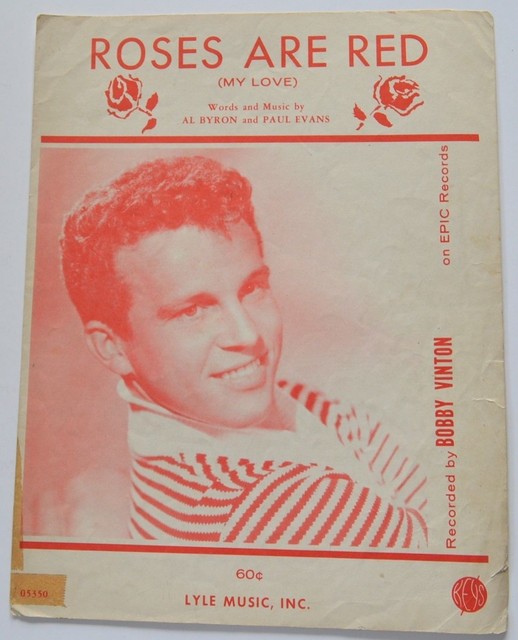 ROSES ARE RED
(MY LOVE)
Words and Music by
AL BYRON and PAUL EVANS
Recorded by BOBBY VINTON on EPIC Records
60¢
LYLE MUSIC, INC.
05350